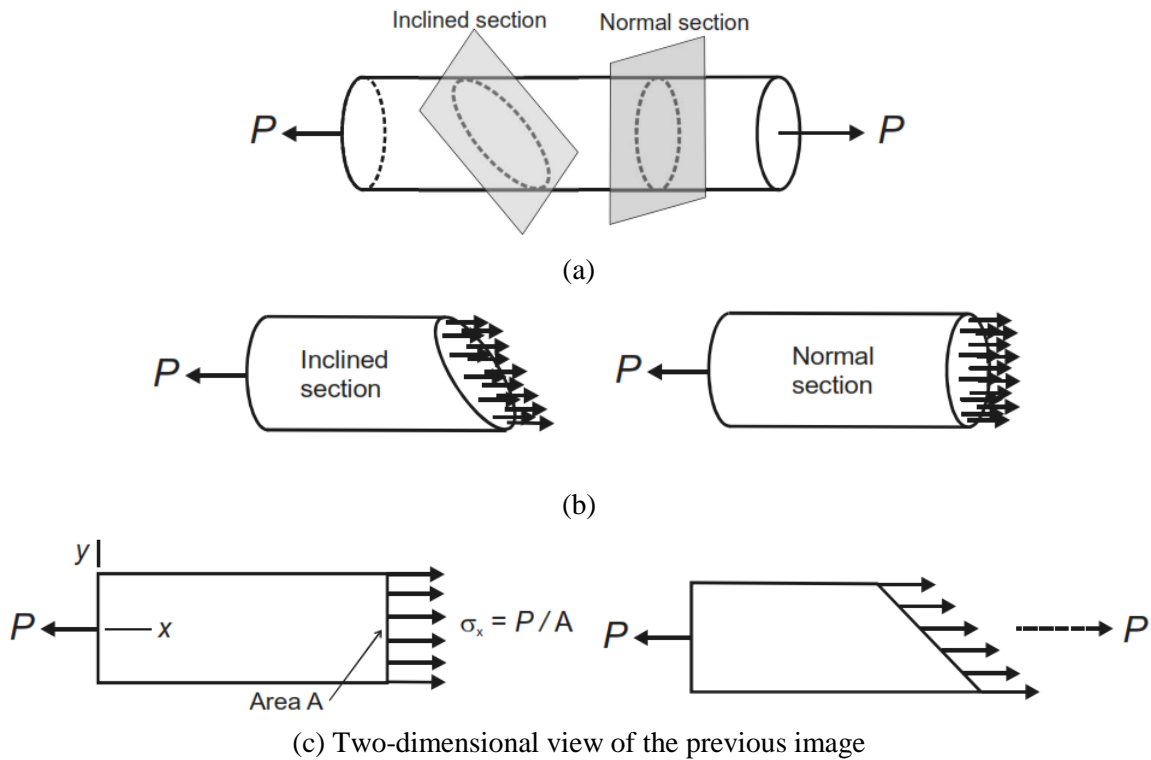 Inclined section
Normal section
P
P
(a)
P
Inclined
section
P
Normal
section
(b)
y
P
x
σx = P / A
Area A
P
P
(c) Two-dimensional view of the previous image